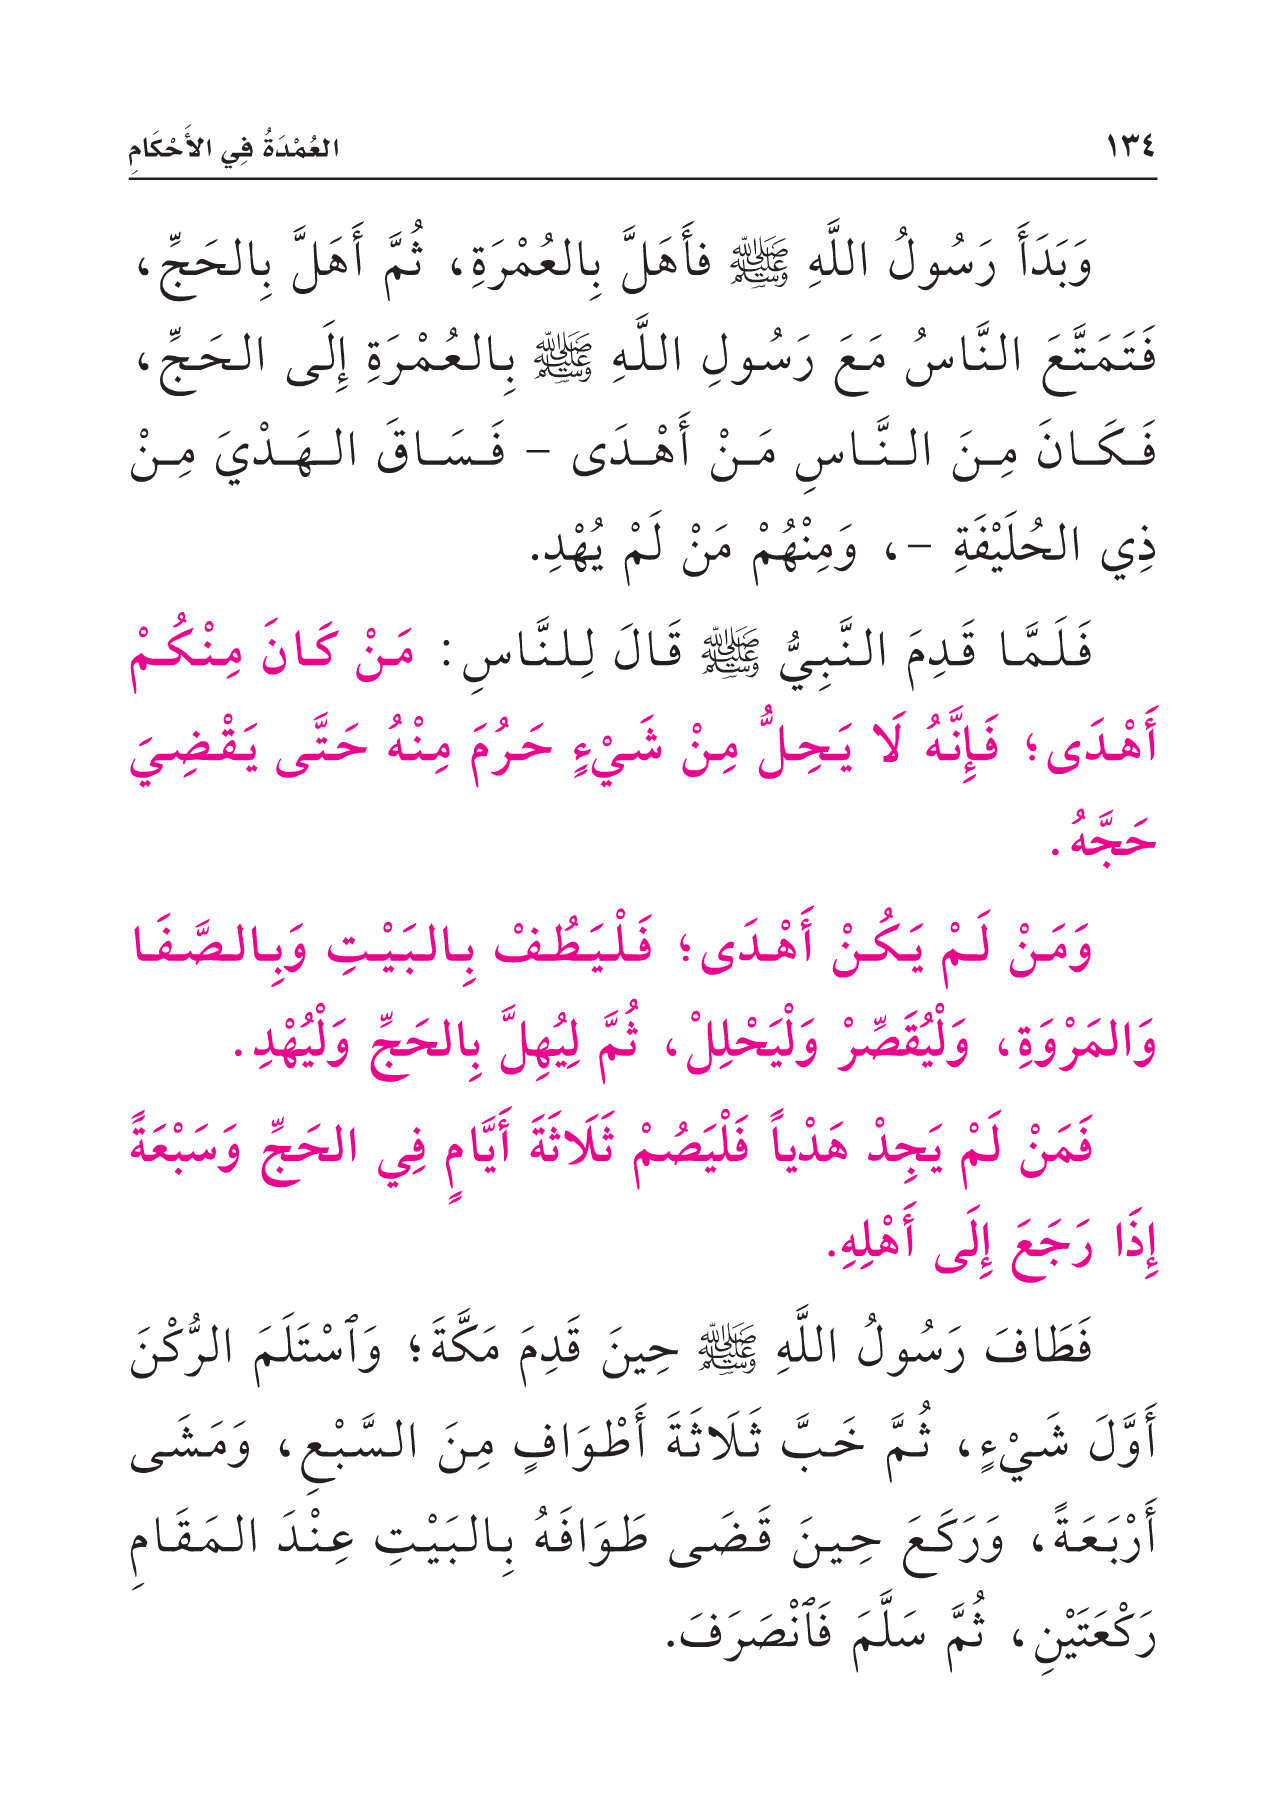 ١٣٤ العُمْدَةُ فِي الأَحْكَامِ
وَبَدَأَ رَسُولُ اللَّهِ ﷺ فأَهَلَّ بِالعُمْرَةِ، ثُمَّ أَهَلَّ بِالحَجِّ،
فَتَمَتَّعَ النَّاسُ مَعَ رَسُولِ اللَّهِ ﷺ بِالعُمْرَةِ إِلَى الحَجِّ،
فَكَانَ مِنَ النَّاسِ مَنْ أَهْدَى – فَسَاقَ الهَدْيَ مِنْ
ذِي الحُلَيْفَةِ –، وَمِنْهُمْ مَنْ لَمْ يُهْدِ.
فَلَمَّا قَدِمَ النَّبِيُّ ﷺ قَالَ لِلنَّاسِ: مَنْ كَانَ مِنْكُمْ
أَهْدَى؛ فَإِنَّهُ لَا يَحِلُّ مِنْ شَيْءٍ حَرُمَ مِنْهُ حَتَّى يَقْضِيَ
حَجَّهُ.
وَمَنْ لَمْ يَكُنْ أَهْدَى؛ فَلْيَطُفْ بِالبَيْتِ وَبِالصَّفَا
وَالمَرْوَةِ، وَلْيُقَصِّرْ وَلْيَحْلِلْ، ثُمَّ لِيُهِلَّ بِالحَجِّ وَلْيُهْدِ.
فَمَنْ لَمْ يَجِدْ هَدْياً فَلْيَصُمْ ثَلَاثَةَ أَيَّامٍ فِي الحَجِّ وَسَبْعَةً
إِذَا رَجَعَ إِلَى أَهْلِهِ.
فَطَافَ رَسُولُ اللَّهِ ﷺ حِينَ قَدِمَ مَكَّةَ؛ وَٱسْتَلَمَ الرُّكْنَ
أَوَّلَ شَيْءٍ، ثُمَّ خَبَّ ثَلَاثَةَ أَطْوَافٍ مِنَ السَّبْعِ، وَمَشَى
أَرْبَعَةً، وَرَكَعَ حِينَ قَضَى طَوَافَهُ بِالبَيْتِ عِنْدَ المَقَامِ
رَكْعَتَيْنِ، ثُمَّ سَلَّمَ فَٱنْصَرَفَ.